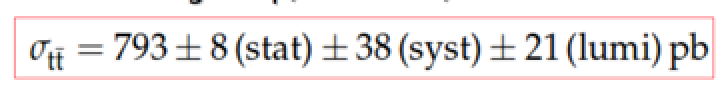 σtt̄ = 793 ± 8 (stat) ± 38 (syst) ± 21 (lumi) pb